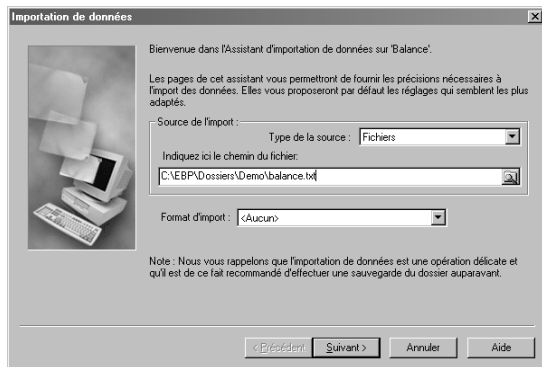 Importation de données
Bienvenue dans l'Assistant d'importation de données sur 'Balance'.
Les pages de cet assistant vous permettront de fournir les précisions nécessaires à
l'import des données. Elles vous proposeront par défaut les réglages qui semblent les plus
adaptés.
Source de l'import :
Type de la source : Fichiers
Indiquez ici le chemin du fichier:
C:\EBP\Dossiers\Demo\balance.txt
Format d'import : <Aucun>
Note : Nous vous rappelons que l'importation de données est une opération délicate et
qu'il est de ce fait recommandé d'effectuer une sauvegarde du dossier auparavant.
< Précédent Suivant > Annuler Aide